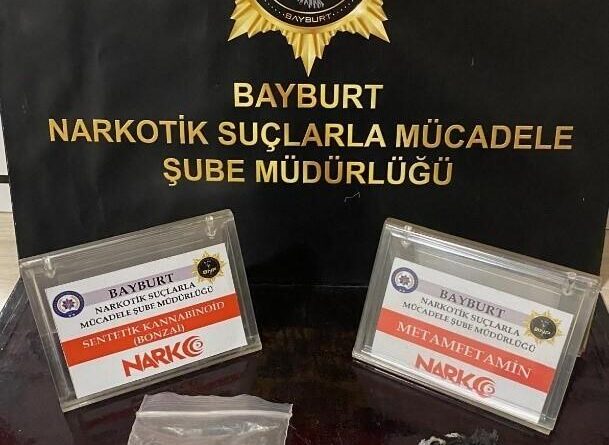 BAYBURT
BAYBURT
NARKOTİK SUÇLARLA MÜCADELE
ŞUBE MÜDÜRLÜĞÜ
BAYBURT
NARKOTİK SUÇLARLA
MÜCADELE ŞUBE MÜDÜRLÜĞÜ
SENTETİK KANNABİNOİD
(BONZAİ)
NARKO
BAYBURT
NARKOTİK SUÇLARLA
MÜCADELE ŞUBE MÜDÜRLÜĞÜ
METAMFETAMİN
NARKO